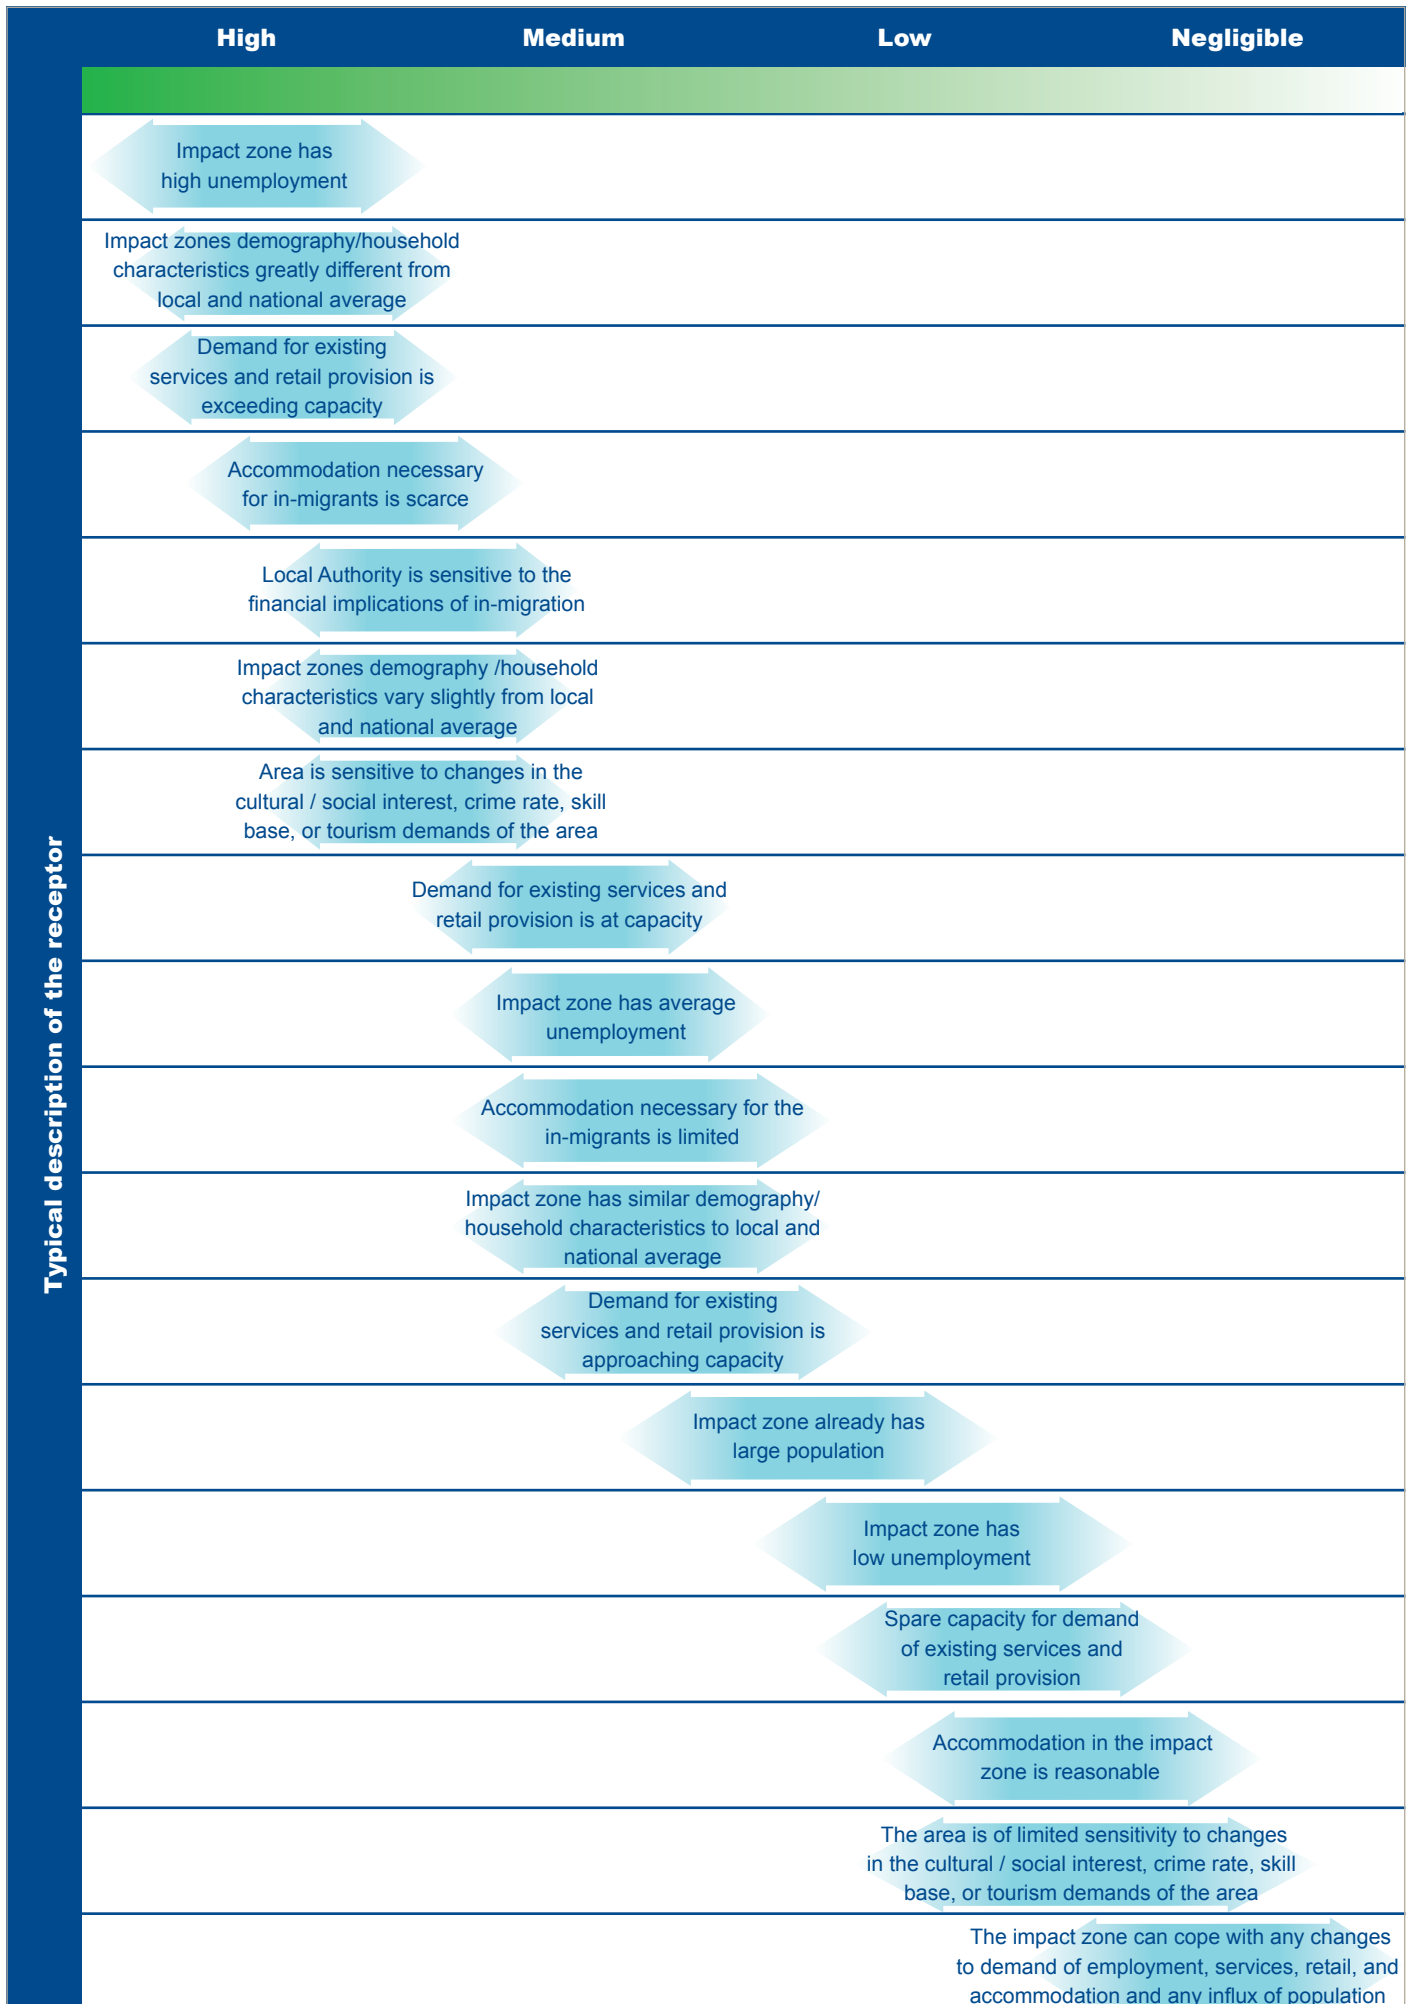 High Medium Low Negligible
Typical description of the receptor
Impact zone has
high unemployment
Impact zones demography/household
characteristics greatly different from
local and national average
Demand for existing
services and retail provision is
exceeding capacity
Accommodation necessary
for in-migrants is scarce
Local Authority is sensitive to the
financial implications of in-migration
Impact zones demography /household
characteristics vary slightly from local
and national average
Area is sensitive to changes in the
cultural / social interest, crime rate, skill
base, or tourism demands of the area
Demand for existing services and
retail provision is at capacity
Impact zone has average
unemployment
Accommodation necessary for the
in-migrants is limited
Impact zone has similar demography/
household characteristics to local and
national average
Demand for existing
services and retail provision is
approaching capacity
Impact zone already has
large population
Impact zone has
low unemployment
Spare capacity for demand
of existing services and
retail provision
Accommodation in the impact
zone is reasonable
The area is of limited sensitivity to changes
in the cultural / social interest, crime rate, skill
base, or tourism demands of the area
The impact zone can cope with any changes
to demand of employment, services, retail, and
accommodation and any influx of population